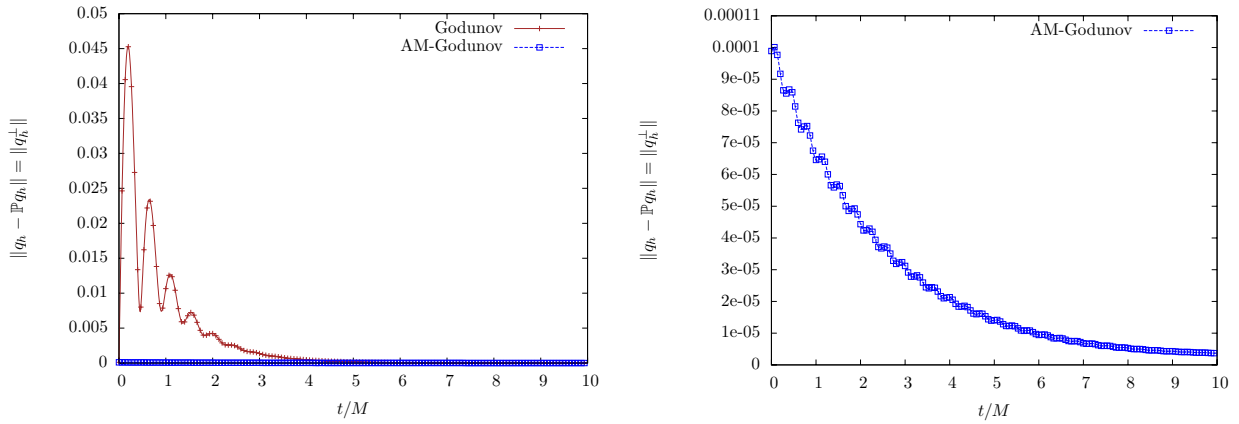 0.05
0.045
0.04
0.035
0.03
0.025
0.02
0.015
0.01
0.005
0
0 1 2 3 4 5 6 7 8 9 10
t/M
‖q_h − ℙq_h‖ = ‖q_h^⊥‖
Godunov
AM-Godunov
0.00011
0.0001
9e-05
8e-05
7e-05
6e-05
5e-05
4e-05
3e-05
2e-05
1e-05
0
0 1 2 3 4 5 6 7 8 9 10
t/M
‖q_h − ℙq_h‖ = ‖q_h^⊥‖
AM-Godunov